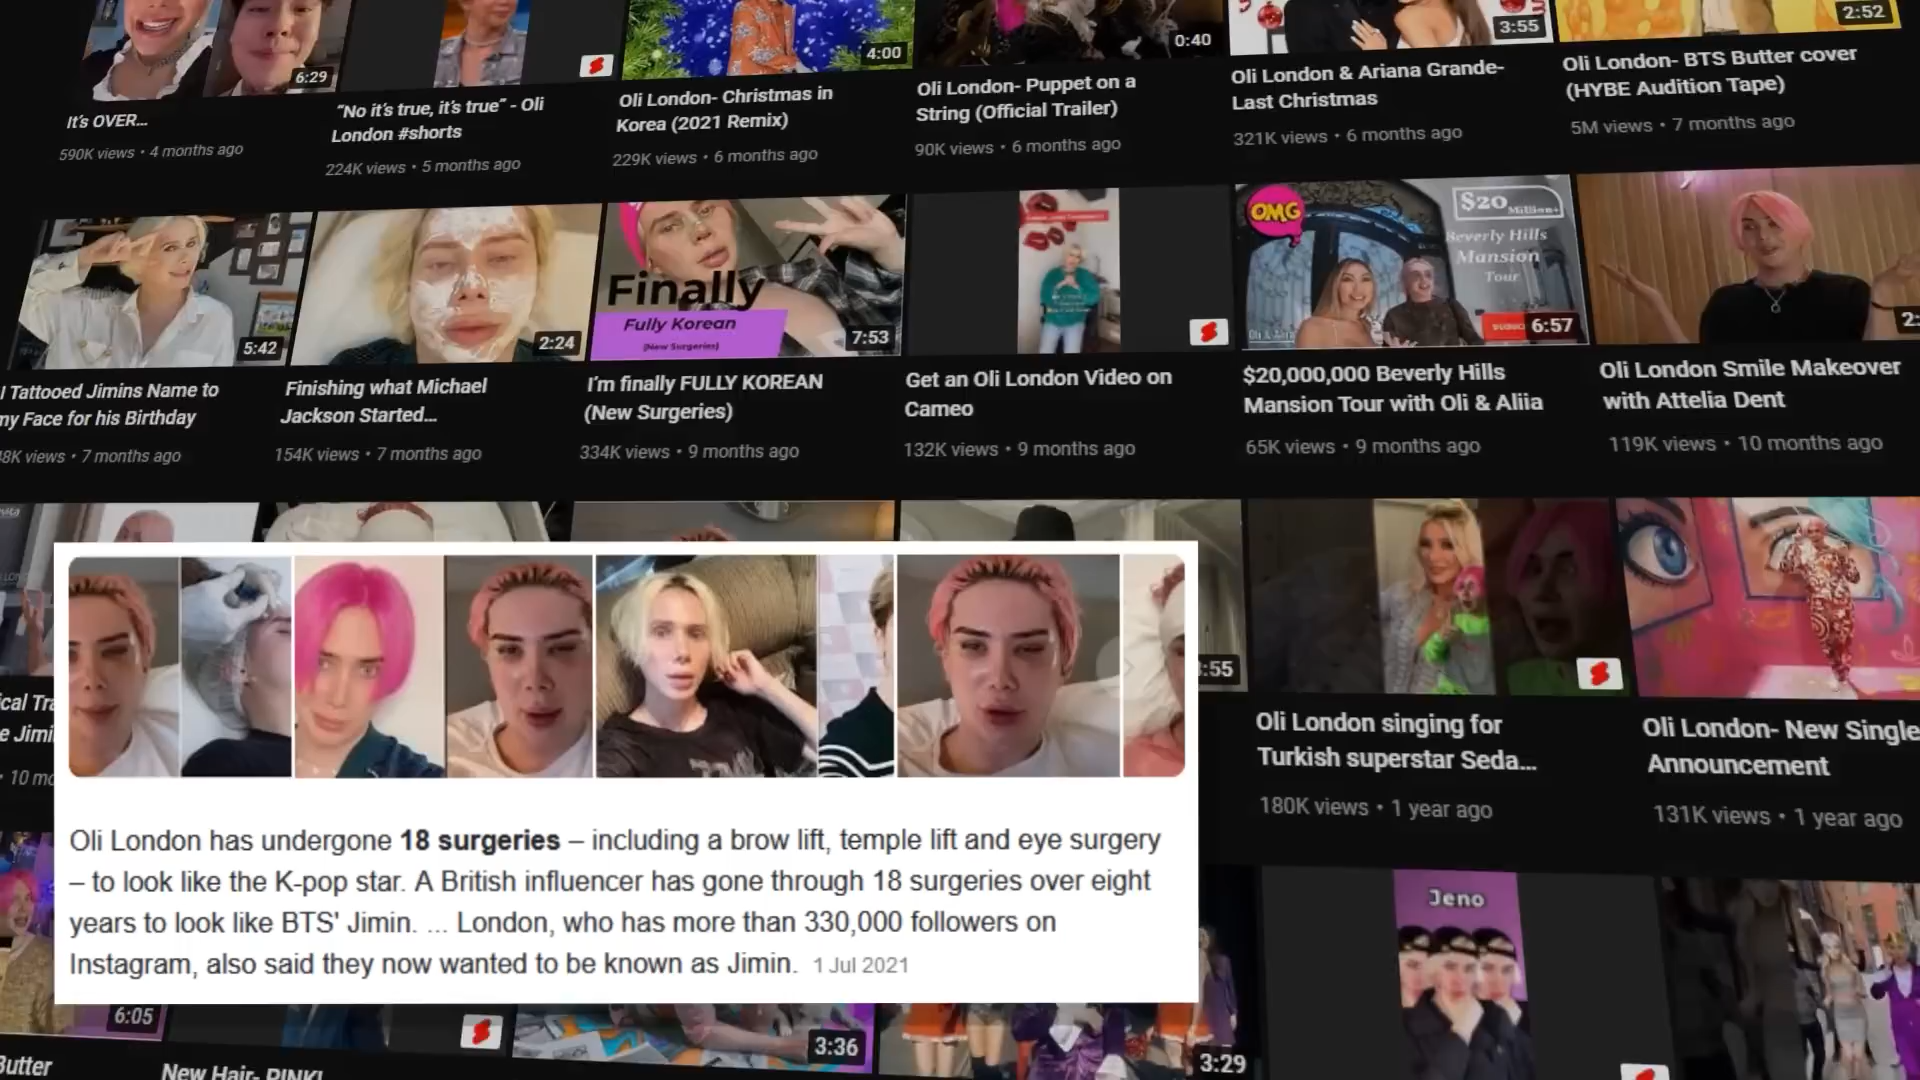 6:29
4:00
0:40
3:55
2:52
It's OVER...
590K views • 4 months ago
“No it's true, it's true” - Oli
London #shorts
224K views • 5 months ago
Oli London- Christmas in
Korea (2021 Remix)
229K views • 6 months ago
Oli London- Puppet on a
String (Official Trailer)
90K views • 6 months ago
Oli London & Ariana Grande-
Last Christmas
321K views • 6 months ago
Oli London- BTS Butter cover
(HYBE Audition Tape)
5M views • 7 months ago
5:42
2:24
Finally
Fully Korean
(New Surgeries)
7:53
OMG
$20
Million+
Beverly Hills
Mansion
Tour
6:57
I Tattooed Jimins Name to
my Face for his Birthday
8K views • 7 months ago
Finishing what Michael
Jackson Started...
154K views • 7 months ago
I'm finally FULLY KOREAN
(New Surgeries)
334K views • 9 months ago
Get an Oli London Video on
Cameo
132K views • 9 months ago
$20,000,000 Beverly Hills
Mansion Tour with Oli & Aliia
65K views • 9 months ago
Oli London Smile Makeover
with Attelia Dent
119K views • 10 months ago
:55
Oli London singing for
Turkish superstar Seda...
180K views • 1 year ago
Oli London- New Single
Announcement
131K views • 1 year ago
Oli London has undergone 18 surgeries – including a brow lift, temple lift and eye surgery
– to look like the K-pop star. A British influencer has gone through 18 surgeries over eight
years to look like BTS' Jimin. ... London, who has more than 330,000 followers on
Instagram, also said they now wanted to be known as Jimin. 1 Jul 2021
Jeno
6:05
3:36
3:29
Butter
New Hair- PINK!